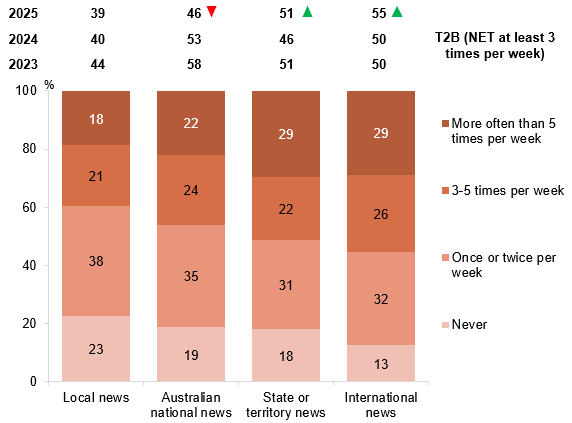 2025 39 46 51 55
2024 40 53 46 50
2023 44 58 51 50
T2B (NET at least 3
times per week)
%
100
80
60
40
20
0
18 22 29 29
21 24 22 26
38 35 31 32
23 19 18 13
More often than 5
times per week
3-5 times per week
Once or twice per
week
Never
Local news
Australian
national news
State or
territory news
International
news